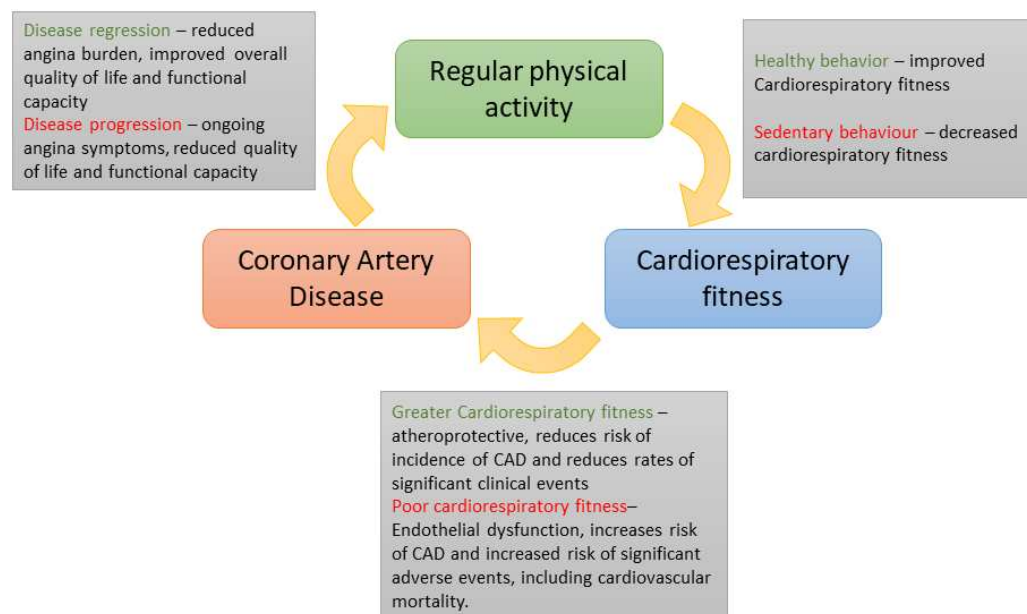 Disease regression – reduced
angina burden, improved overall
quality of life and functional
capacity
Disease progression – ongoing
angina symptoms, reduced quality
of life and functional capacity
Regular physical
activity
Healthy behavior – improved
Cardiorespiratory fitness
Sedentary behaviour – decreased
cardiorespiratory fitness
Coronary Artery
Disease
Cardiorespiratory
fitness
Greater Cardiorespiratory fitness –
atheroprotective, reduces risk of
incidence of CAD and reduces rates of
significant clinical events
Poor cardiorespiratory fitness–
Endothelial dysfunction, increases risk
of CAD and increased risk of significant
adverse events, including cardiovascular
mortality.